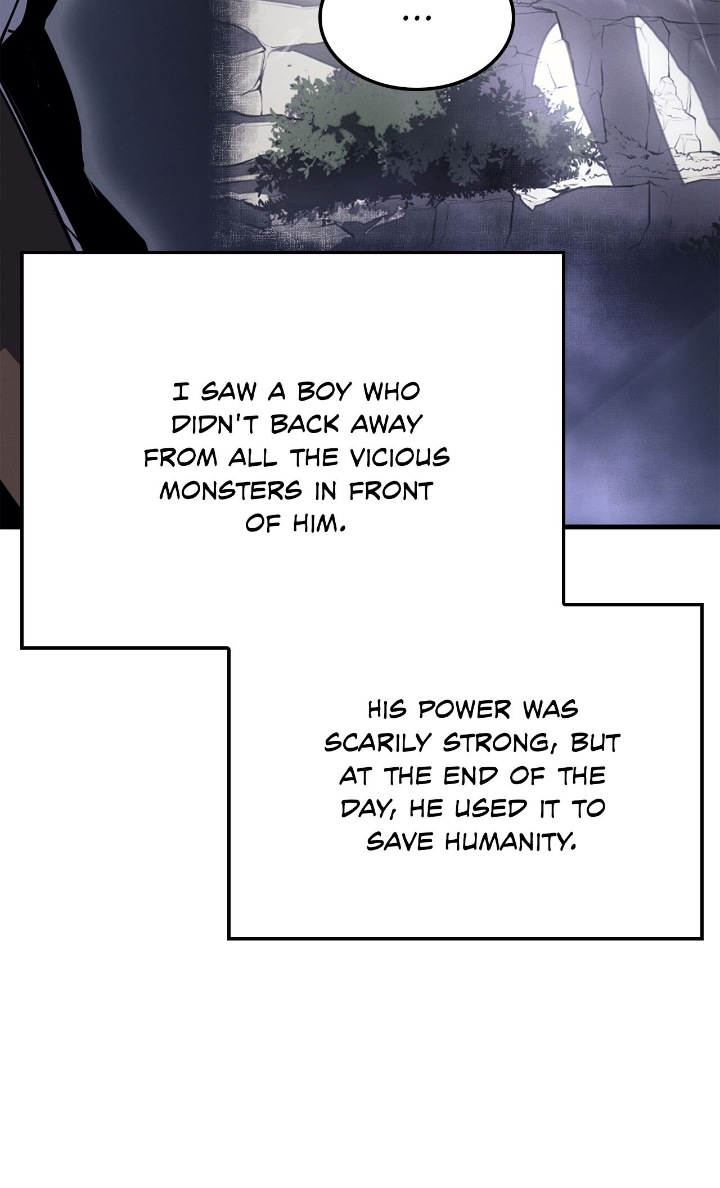 ...
I SAW A BOY WHO
DIDN'T BACK AWAY
FROM ALL THE VICIOUS
MONSTERS IN FRONT
OF HIM.
HIS POWER WAS
SCARILY STRONG, BUT
AT THE END OF THE
DAY, HE USED IT TO
SAVE HUMANITY.